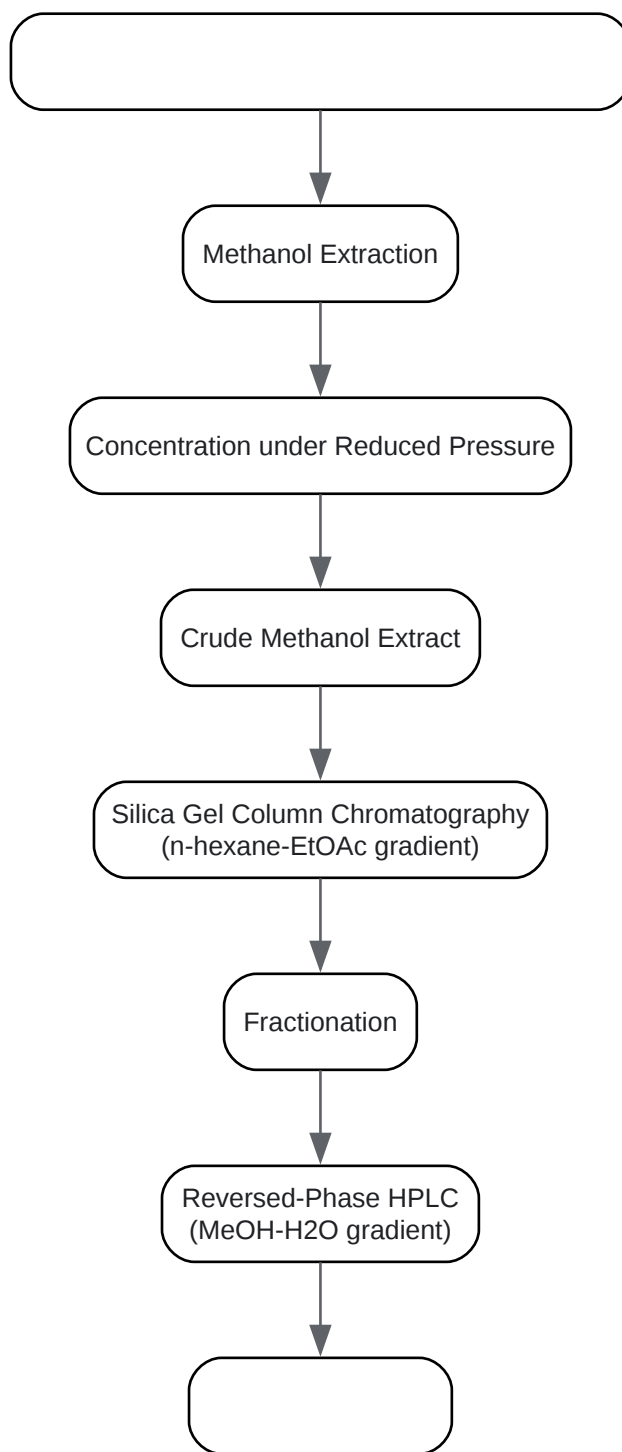 Methanol Extraction
Concentration under Reduced Pressure
Crude Methanol Extract
Silica Gel Column Chromatography
(n-hexane-EtOAc gradient)
Fractionation
Reversed-Phase HPLC
(MeOH-H2O gradient)